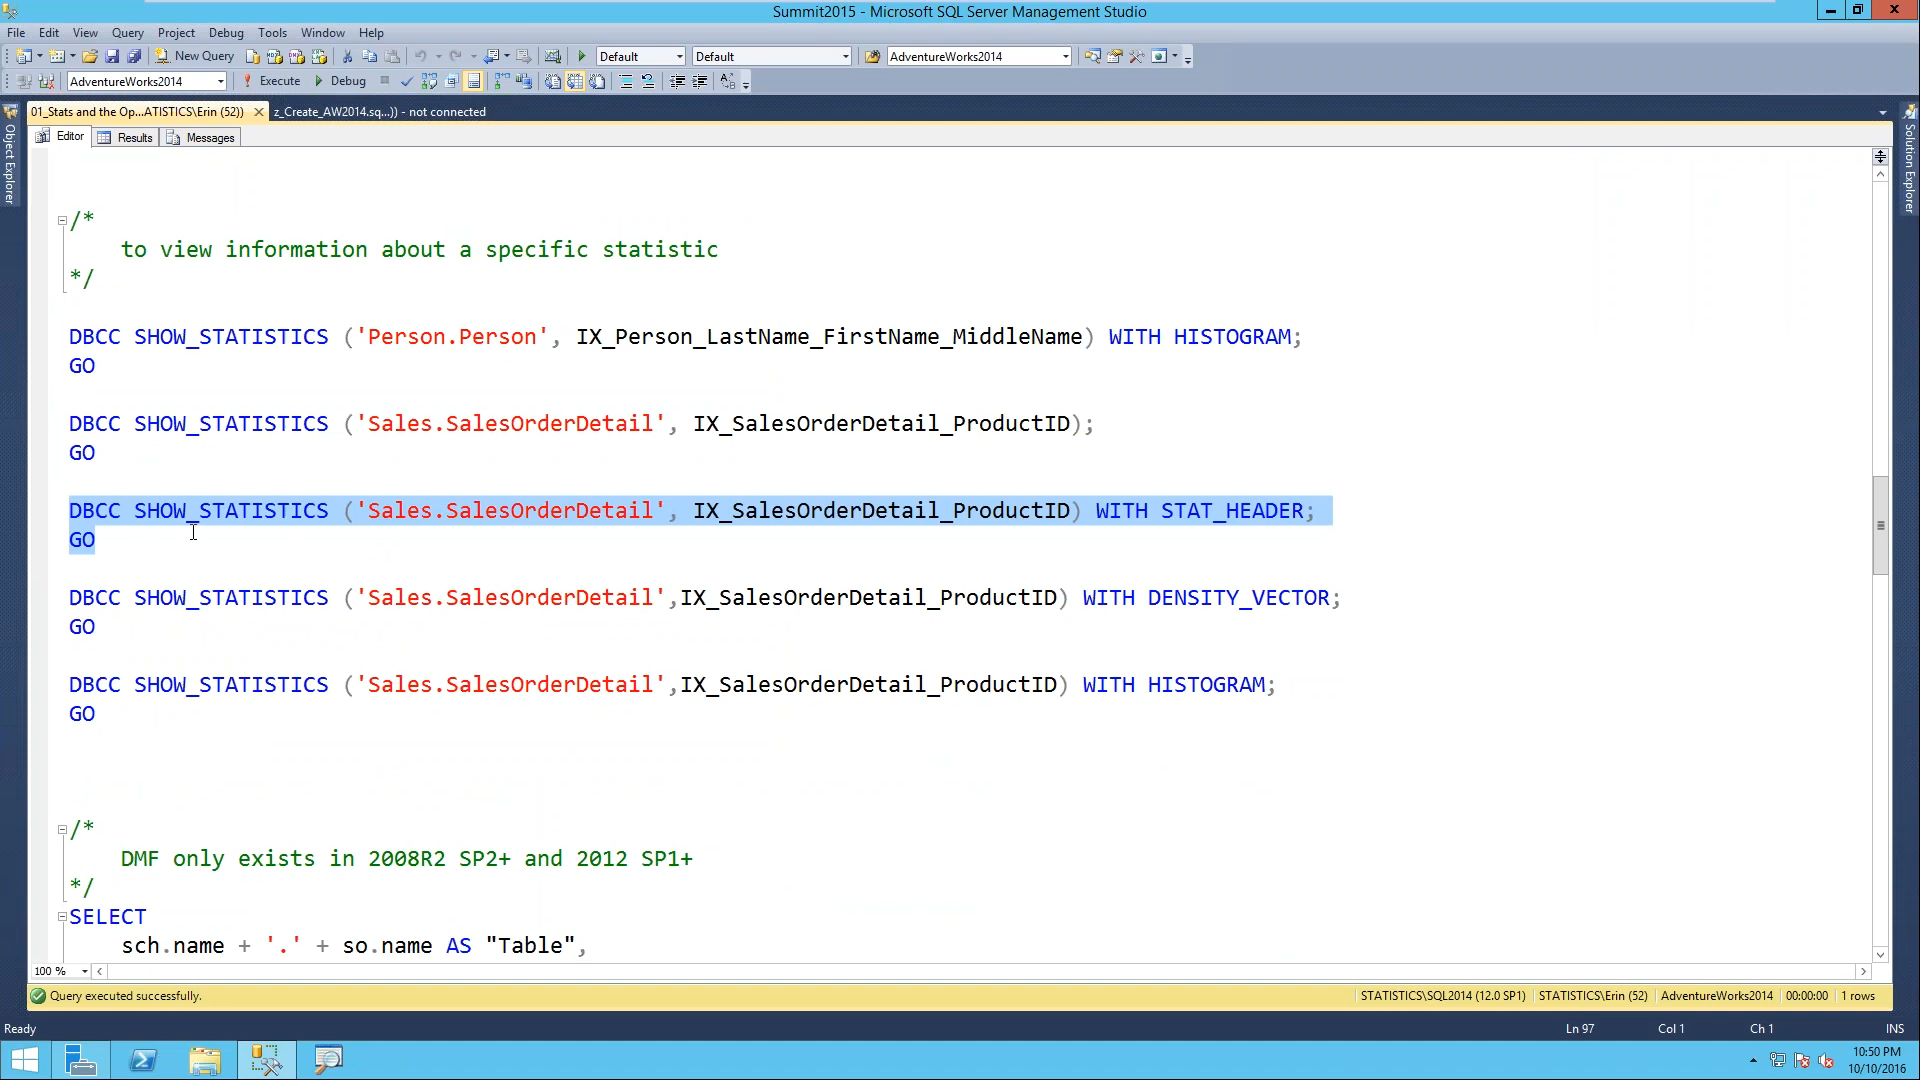 Summit2015 - Microsoft SQL Server Management Studio
File Edit View Query Project Debug Tools Window Help
New Query Default Default AdventureWorks2014
AdventureWorks2014 Execute Debug
01_Stats and the Op...ATISTICS\Erin (52)) z_Create_AW2014.sq...)) - not connected
Editor Results Messages
Object Explorer
Solution Explorer
/*
to view information about a specific statistic
*/
DBCC SHOW_STATISTICS ('Person.Person', IX_Person_LastName_FirstName_MiddleName) WITH HISTOGRAM;
GO
DBCC SHOW_STATISTICS ('Sales.SalesOrderDetail', IX_SalesOrderDetail_ProductID);
GO
DBCC SHOW_STATISTICS ('Sales.SalesOrderDetail', IX_SalesOrderDetail_ProductID) WITH STAT_HEADER;
GO
DBCC SHOW_STATISTICS ('Sales.SalesOrderDetail',IX_SalesOrderDetail_ProductID) WITH DENSITY_VECTOR;
GO
DBCC SHOW_STATISTICS ('Sales.SalesOrderDetail',IX_SalesOrderDetail_ProductID) WITH HISTOGRAM;
GO
/*
DMF only exists in 2008R2 SP2+ and 2012 SP1+
*/
SELECT
sch.name + '.' + so.name AS "Table",
100 %
Query executed successfully. STATISTICS\SQL2014 (12.0 SP1) STATISTICS\Erin (52) AdventureWorks2014 00:00:00 1 rows
Ready Ln 97 Col 1 Ch 1 INS
10:50 PM
10/10/2016